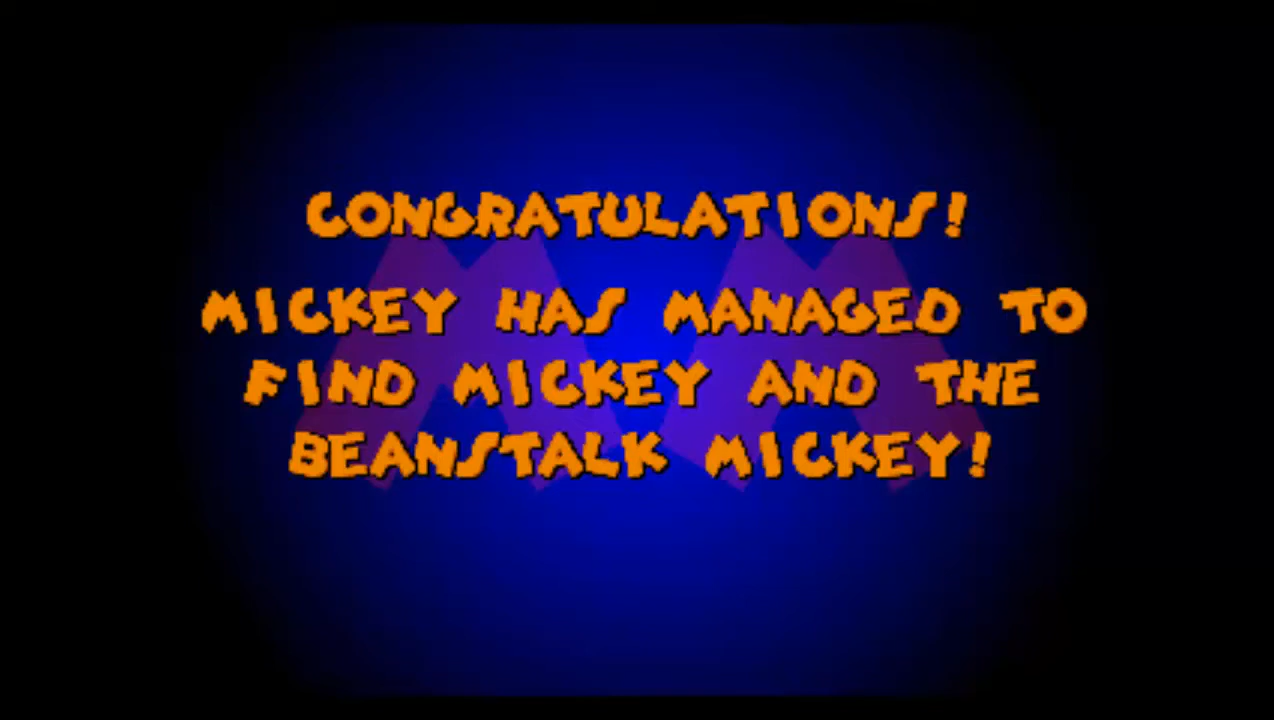 CONGRATULATIONS!
MICKEY HAS MANAGED TO
FIND MICKEY AND THE
BEANSTALK MICKEY!